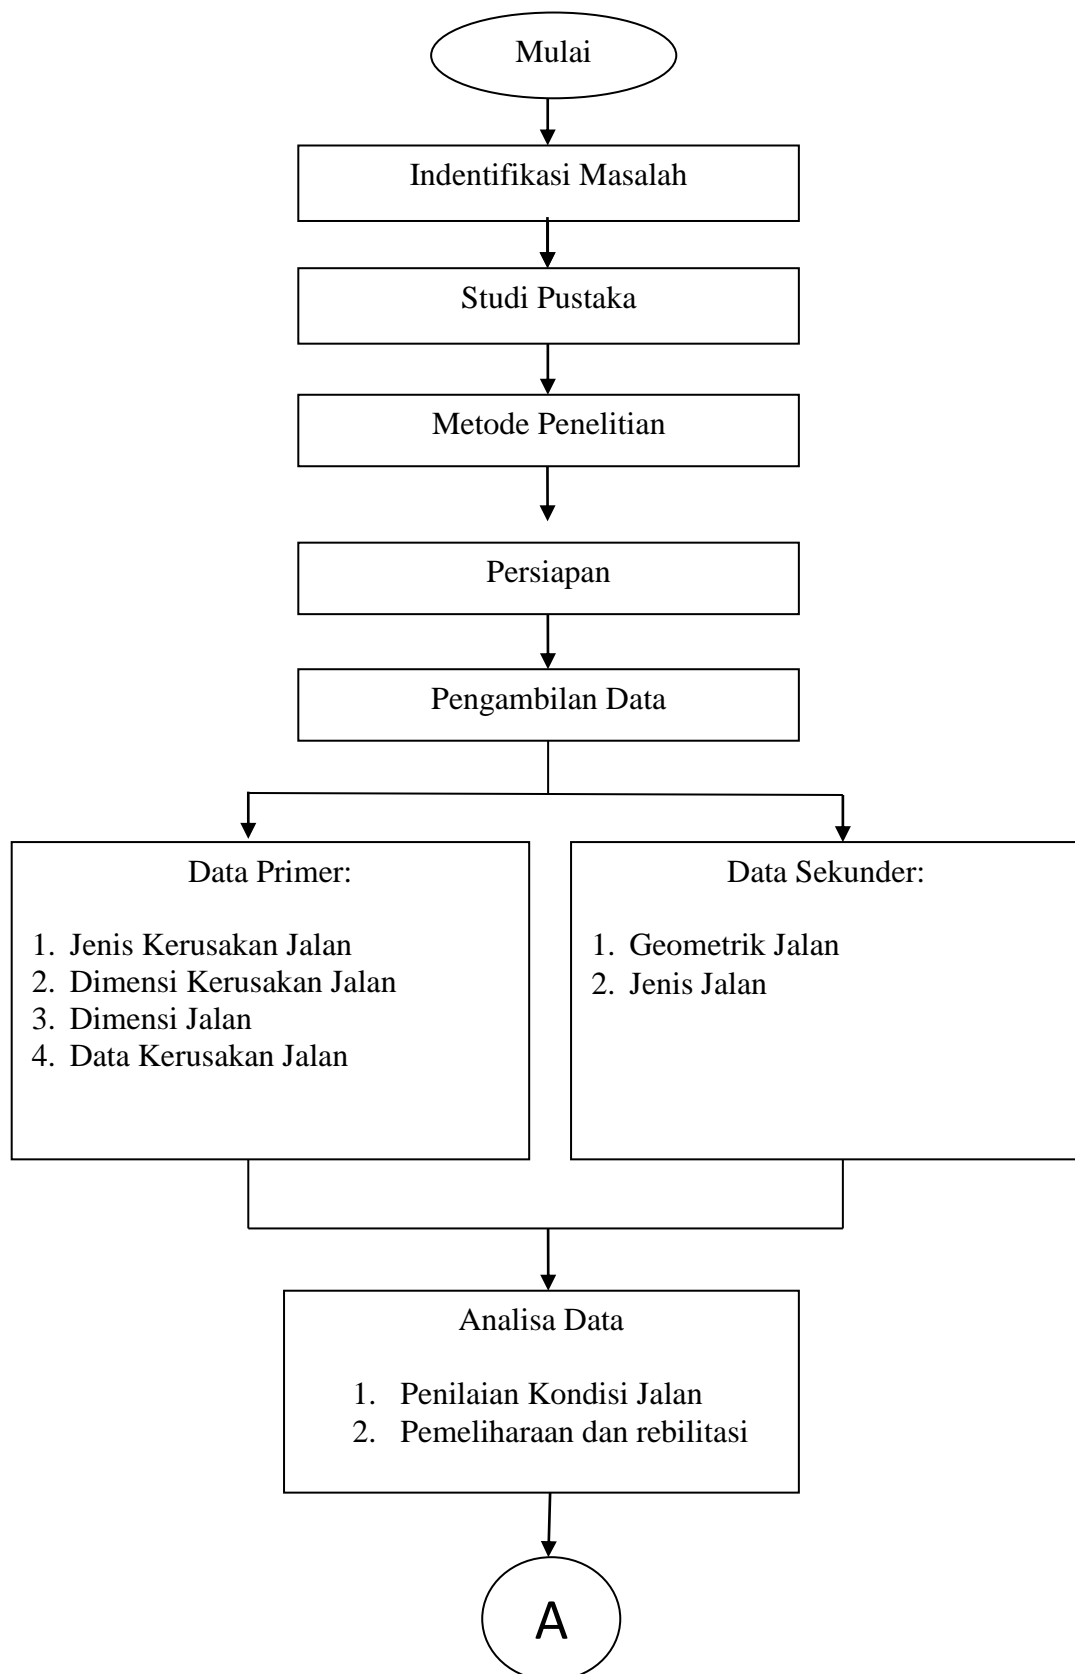 Mulai
Indentifikasi Masalah
Studi Pustaka
Metode Penelitian
Persiapan
Pengambilan Data
Data Primer:
1. Jenis Kerusakan Jalan
2. Dimensi Kerusakan Jalan
3. Dimensi Jalan
4. Data Kerusakan Jalan
Data Sekunder:
1. Geometrik Jalan
2. Jenis Jalan
Analisa Data
1. Penilaian Kondisi Jalan
2. Pemeliharaan dan rebilitasi
A